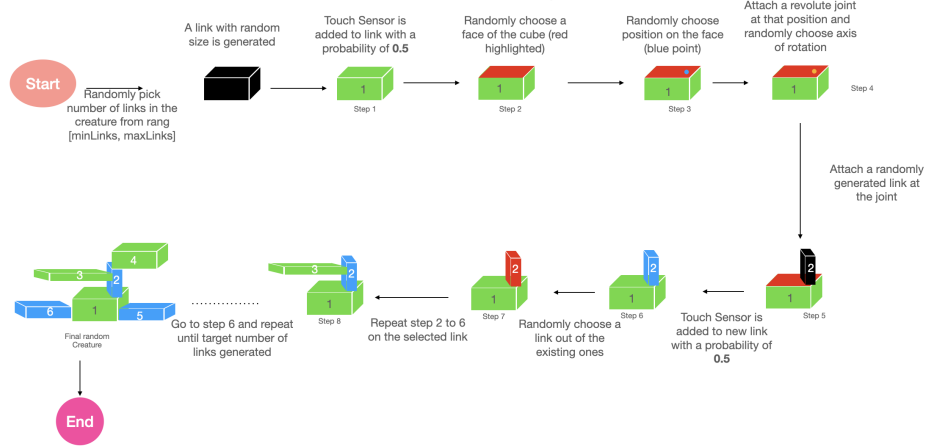 Start
Randomly pick
number of links in the
creature from rang
[minLinks, maxLinks]
A link with random
size is generated
Touch Sensor is
added to link with a
probability of 0.5
1
Step 1
Randomly choose a
face of the cube (red
highlighted)
1
Step 2
Randomly choose
position on the face
(blue point)
1
Step 3
Attach a revolute joint
at that position and
randomly choose axis
of rotation
1
Step 4
Attach a randomly
generated link at
the joint
2
1
Step 5
Touch Sensor is
added to new link
with a probability of
0.5
2
1
Step 6
Randomly choose a
link out of the
existing ones
2
1
Step 7
Repeat step 2 to 6
on the selected link
3
2
1
Step 8
Go to step 6 and repeat
until target number of
links generated
4
3
2
1
6
5
Final random
Creature
End